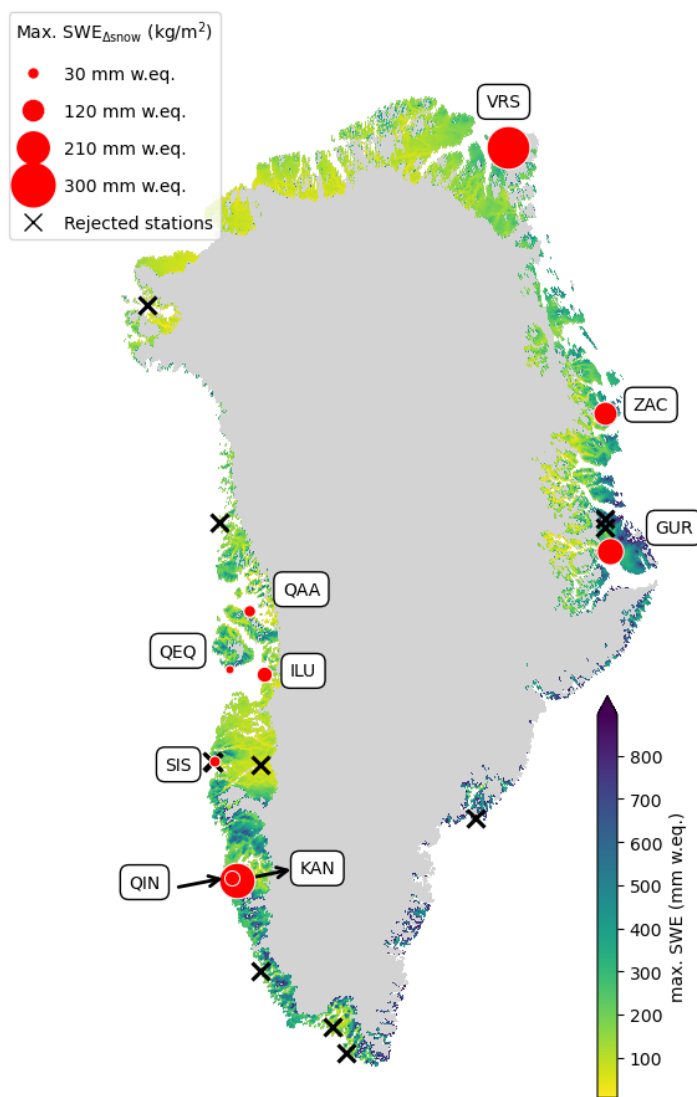 Max. SWEΔsnow (kg/m²)
30 mm w.eq.
120 mm w.eq.
210 mm w.eq.
300 mm w.eq.
Rejected stations
VRS
ZAC
GUR
QAA
QEQ
ILU
SIS
KAN
QIN
800
700
600
500
400
300
200
100
max. SWE (mm w.eq.)